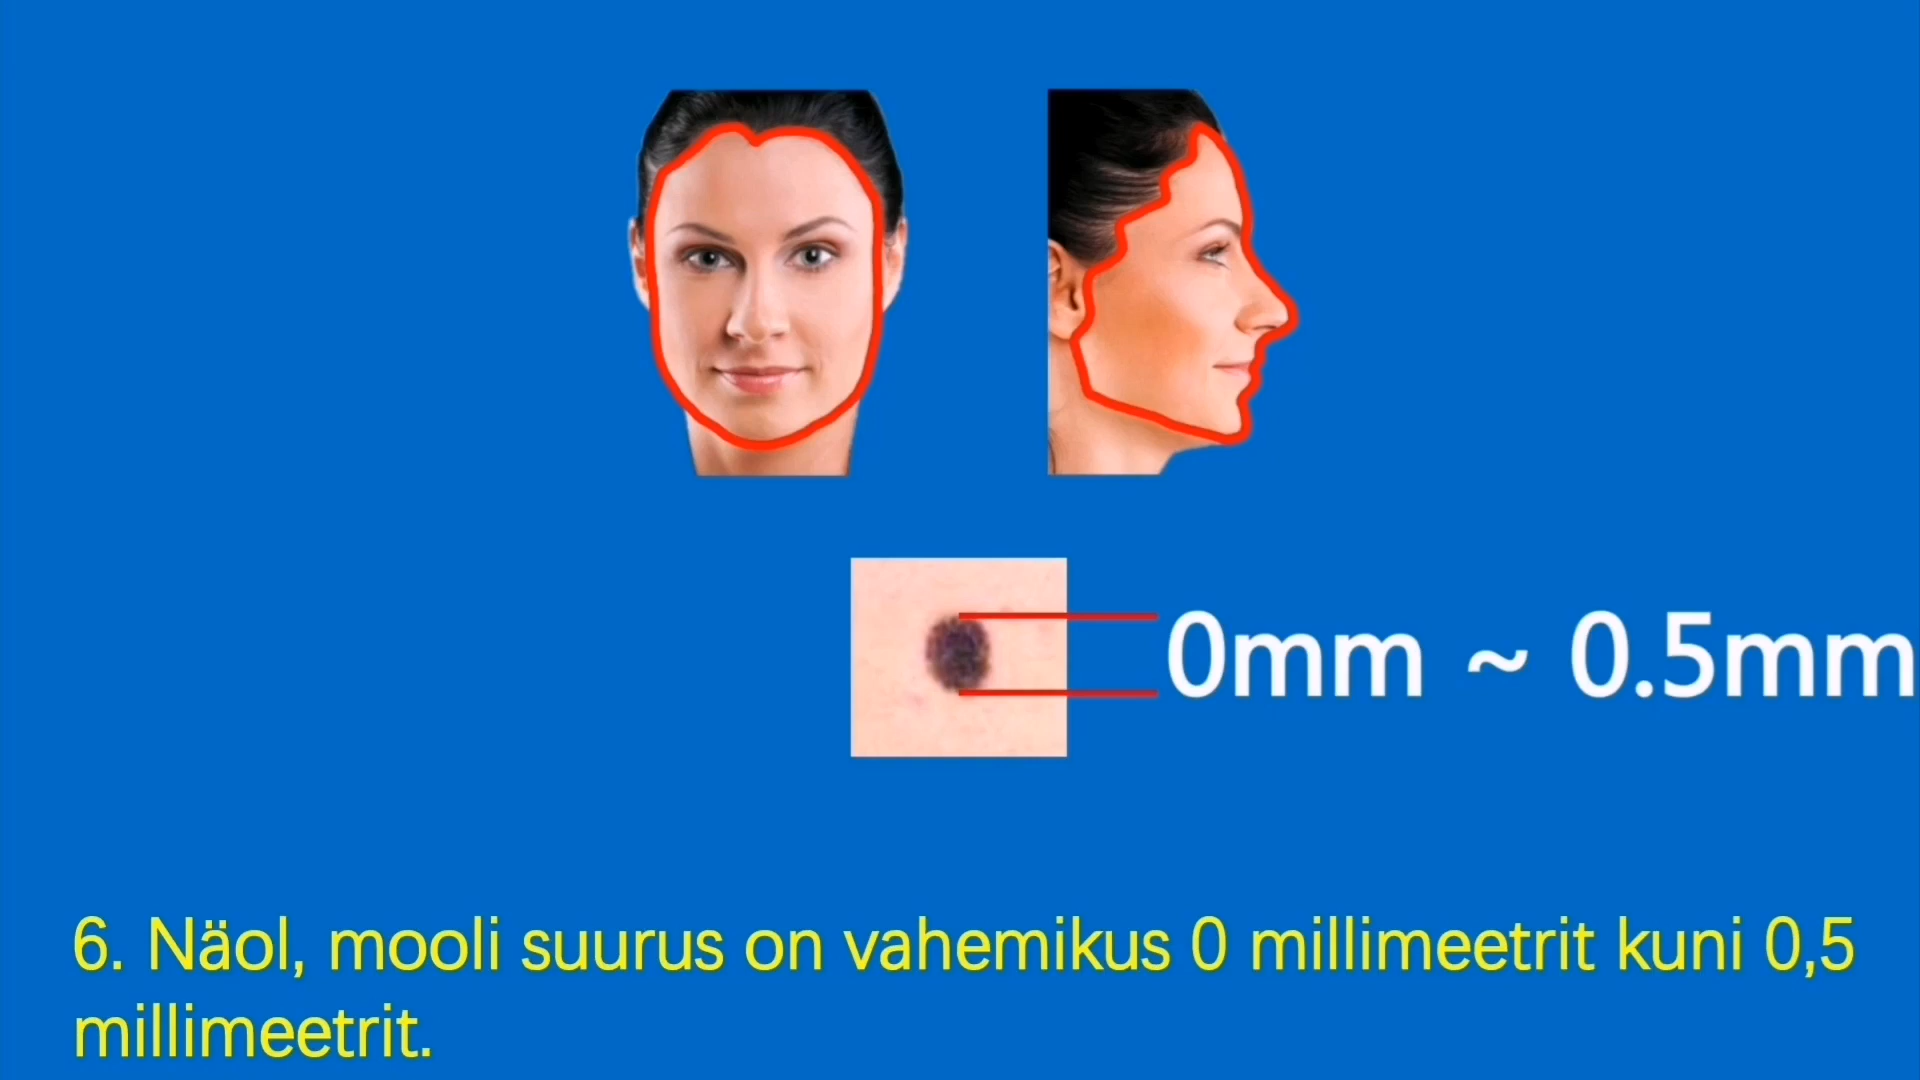 0mm ~ 0.5mm
6. Näol, mooli suurus on vahemikus 0 millimeetrit kuni 0,5
millimeetrit.